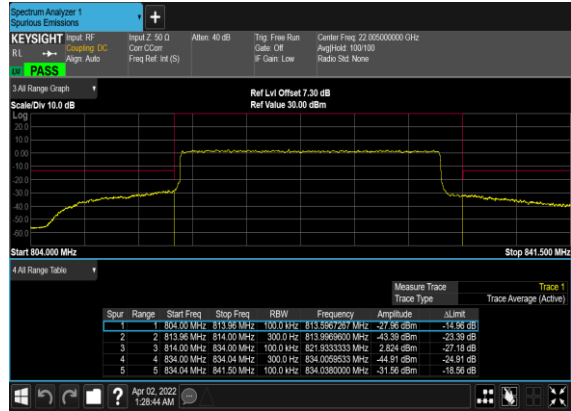 Spectrum Analyzer 1
Spurious Emissions
KEYSIGHT Input: RF Input Z: 50 Ω Atten: 40 dB Trig: Free Run Center Freq: 22.005000000 GHz
RL Coupling: DC Corr CCorr Gate: Off Avg|Hold: 100/100
Align: Auto Freq Ref: Int (S) IF Gain: Low Radio Std: None
PASS
3 All Range Graph Ref Lvl Offset 7.30 dB
Scale/Div 10.0 dB Ref Value 30.00 dBm
Log
20.0
10.0
0.00
-10.0
-20.0
-30.0
-40.0
-50.0
-60.0
Start 804.000 MHz Stop 841.500 MHz
4 All Range Table
Measure Trace Trace 1
Trace Type Trace Average (Active)
Spur Range Start Freq Stop Freq RBW Frequency Amplitude ΔLimit
1 1 804.00 MHz 813.96 MHz 100.0 kHz 813.5967267 MHz -27.96 dBm -14.96 dB
2 2 813.96 MHz 814.00 MHz 300.0 Hz 813.9969600 MHz -43.39 dBm -23.39 dB
3 3 814.00 MHz 834.00 MHz 100.0 kHz 821.9333333 MHz 2.824 dBm -27.18 dB
4 4 834.00 MHz 834.04 MHz 300.0 Hz 834.0059533 MHz -44.91 dBm -24.91 dB
5 5 834.04 MHz 841.50 MHz 100.0 kHz 834.0380000 MHz -31.56 dBm -18.56 dB
Apr 02, 2022
1:28:44 AM